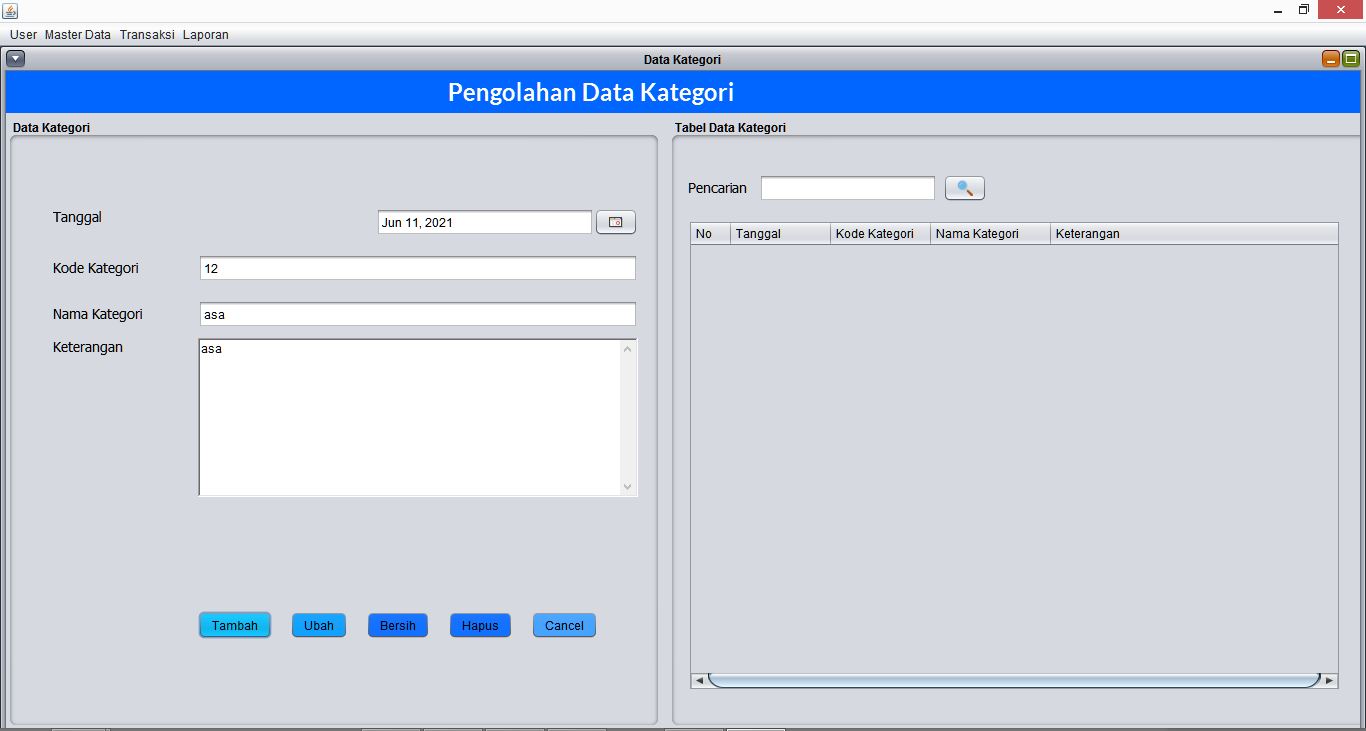 User Master Data Transaksi Laporan
Data Kategori
Pengolahan Data Kategori
Data Kategori
Tanggal
Jun 11, 2021
Kode Kategori
12
Nama Kategori
asa
Keterangan
asa
Tambah Ubah Bersih Hapus Cancel
Tabel Data Kategori
Pencarian
No Tanggal Kode Kategori Nama Kategori Keterangan